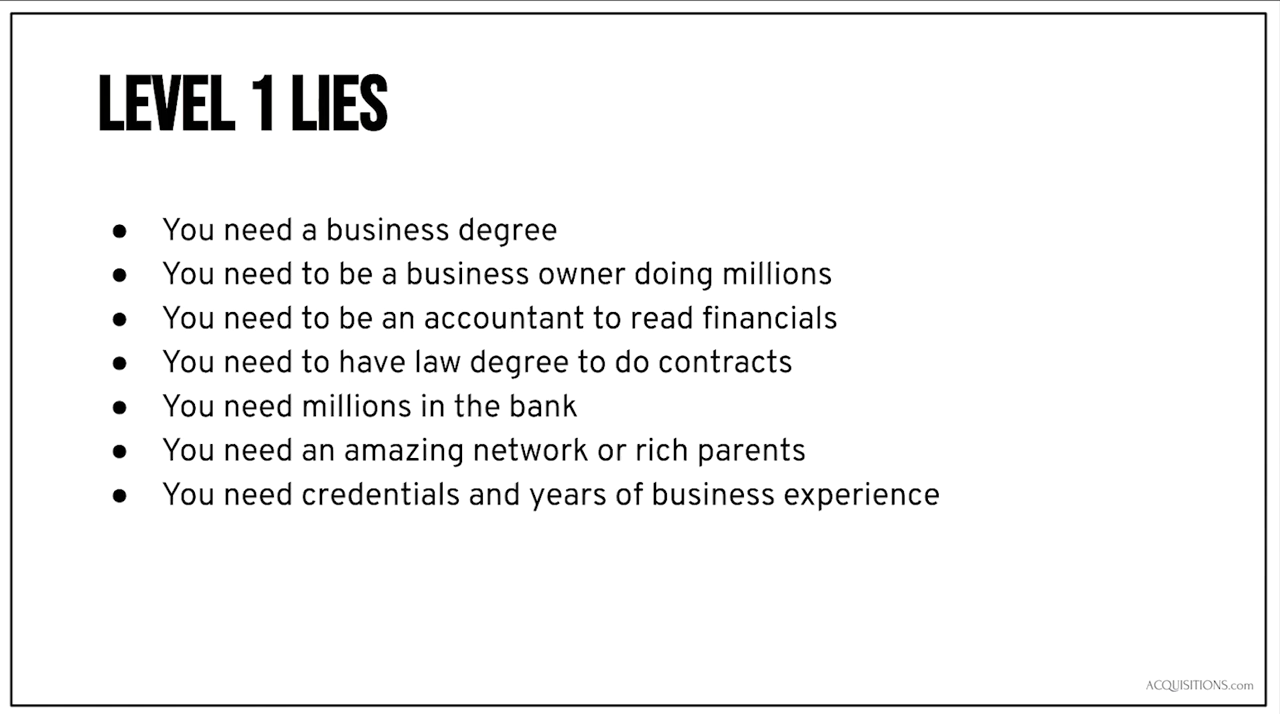 LEVEL 1 LIES
● You need a business degree
● You need to be a business owner doing millions
● You need to be an accountant to read financials
● You need to have law degree to do contracts
● You need millions in the bank
● You need an amazing network or rich parents
● You need credentials and years of business experience
ACQUISITIONS.com